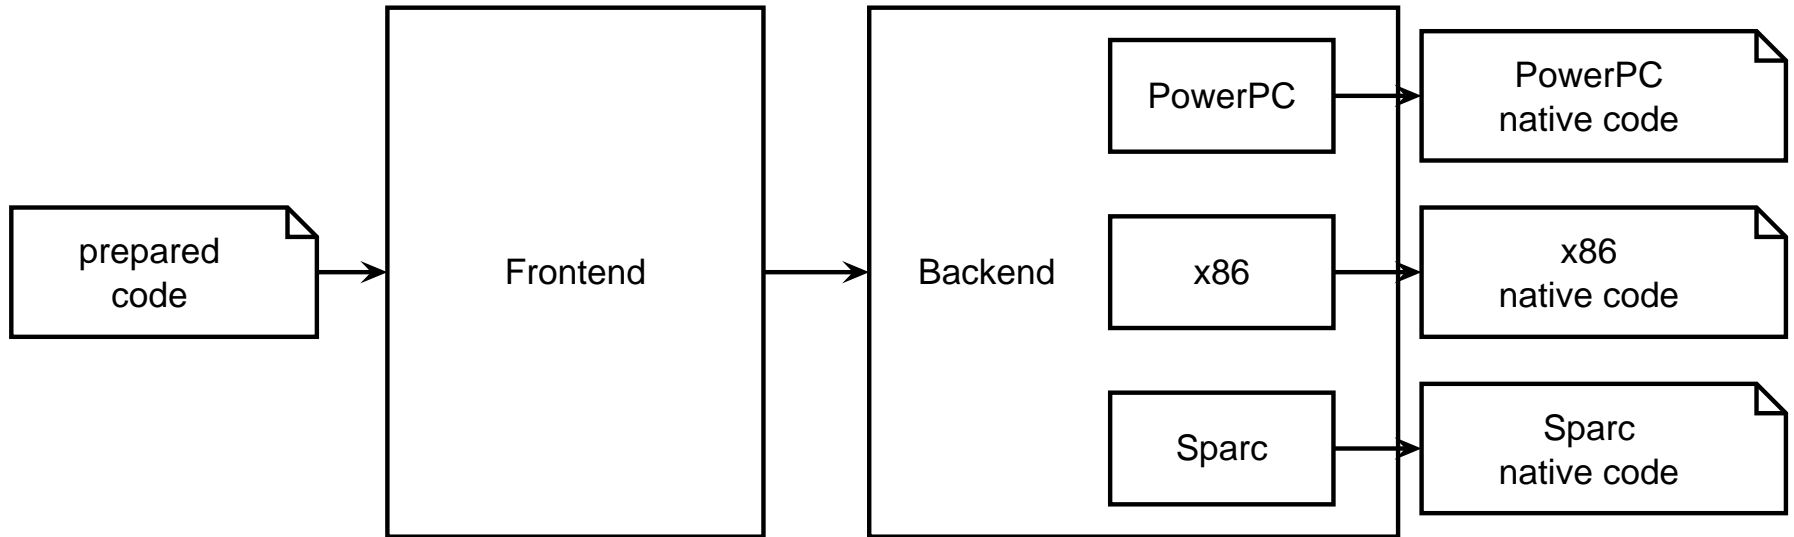 prepared
code
Frontend
Backend
PowerPC
x86
Sparc
PowerPC
native code
x86
native code
Sparc
native code